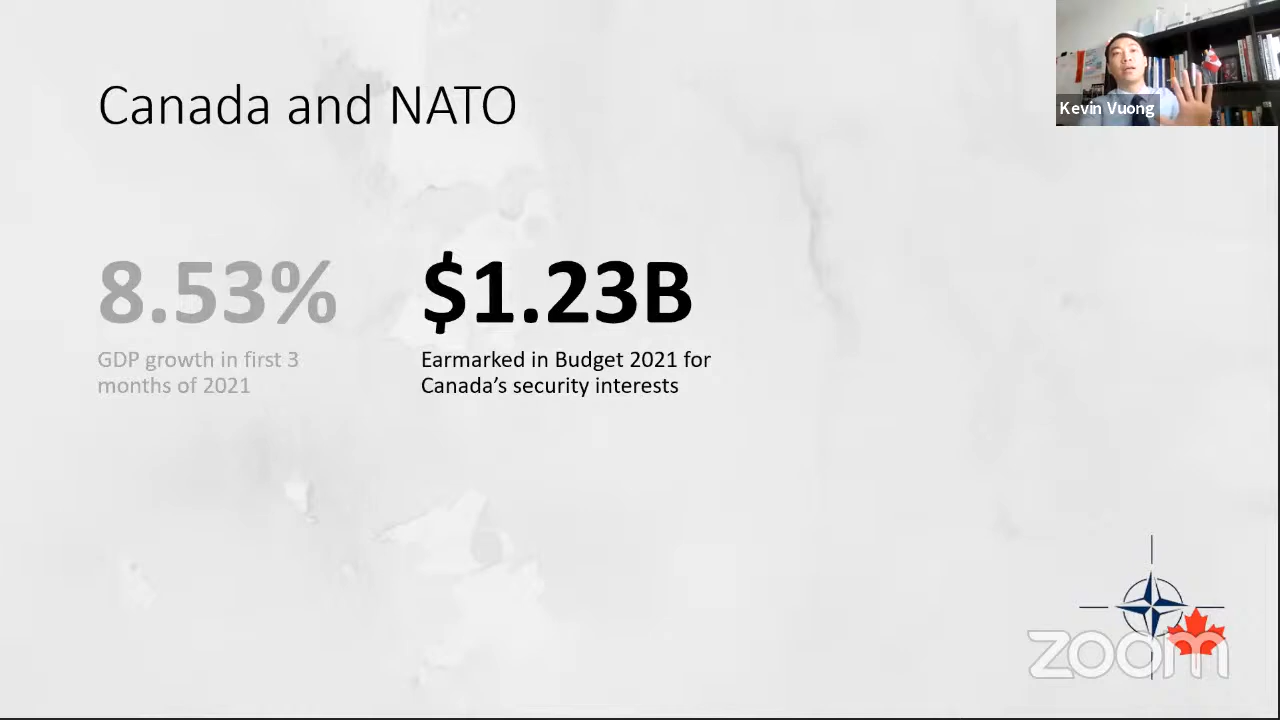 Canada and NATO
Kevin Vuong
8.53%
GDP growth in first 3
months of 2021
$1.23B
Earmarked in Budget 2021 for
Canada's security interests
zoom